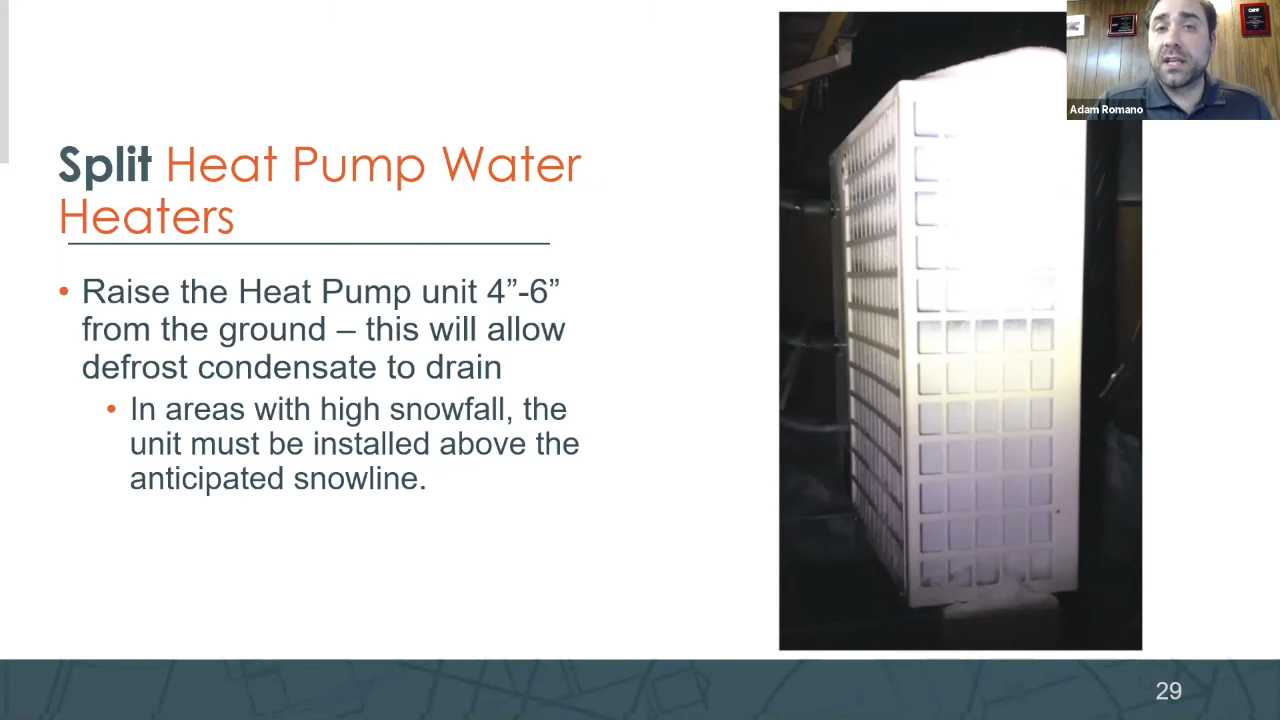 Adam Romano
Split Heat Pump Water
Heaters
• Raise the Heat Pump unit 4”-6”
from the ground – this will allow
defrost condensate to drain
• In areas with high snowfall, the
unit must be installed above the
anticipated snowline.
29